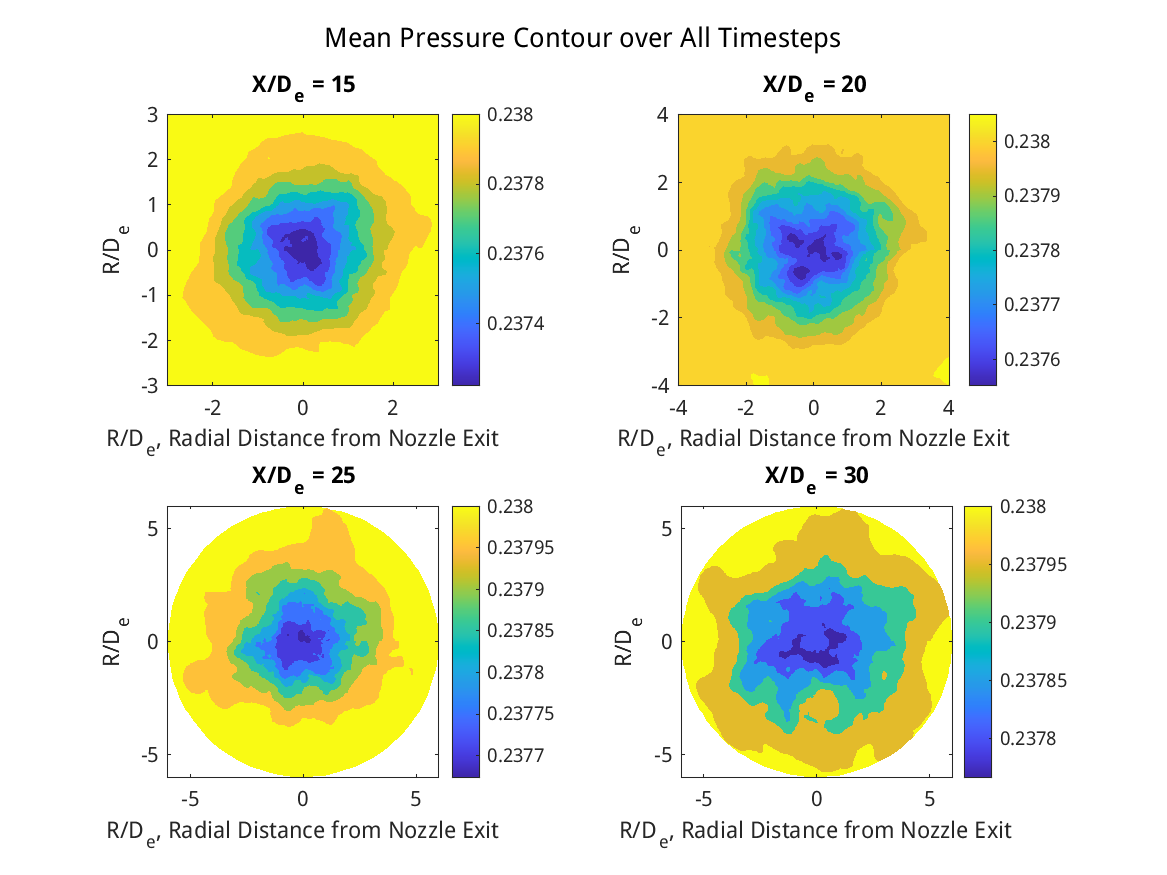 Mean Pressure Contour over All Timesteps
X/De = 15
3
2
1
0
-1
-2
-3
-2 0 2
R/De
R/De, Radial Distance from Nozzle Exit
0.238
0.2378
0.2376
0.2374
X/De = 20
4
2
0
-2
-4
-4 -2 0 2 4
R/De
R/De, Radial Distance from Nozzle Exit
0.238
0.2379
0.2378
0.2377
0.2376
X/De = 25
5
0
-5
-5 0 5
R/De
R/De, Radial Distance from Nozzle Exit
0.238
0.23795
0.2379
0.23785
0.2378
0.23775
0.2377
X/De = 30
5
0
-5
-5 0 5
R/De
R/De, Radial Distance from Nozzle Exit
0.238
0.23795
0.2379
0.23785
0.2378